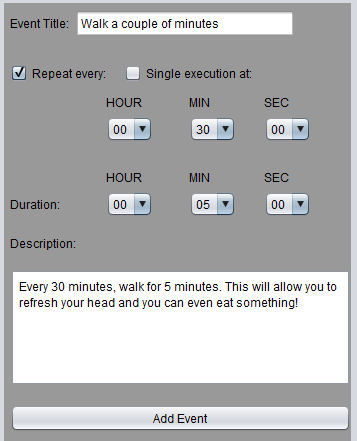 Event Title: Walk a couple of minutes
Repeat every: Single execution at:
HOUR MIN SEC
00 30 00
HOUR MIN SEC
Duration: 00 05 00
Description:
Every 30 minutes, walk for 5 minutes. This will allow you to
refresh your head and you can even eat something!
Add Event